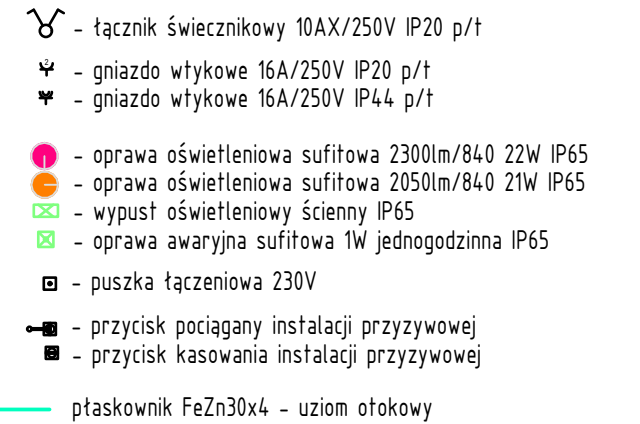 - łącznik świecznikowy 10AX/250V IP20 p/t
2 - gniazdo wtykowe 16A/250V IP20 p/t
- gniazdo wtykowe 16A/250V IP44 p/t
- oprawa oświetleniowa sufitowa 2300lm/840 22W IP65
- oprawa oświetleniowa sufitowa 2050lm/840 21W IP65
- wypust oświetleniowy ścienny IP65
- oprawa awaryjna sufitowa 1W jednogodzinna IP65
- puszka łączeniowa 230V
- przycisk pociągany instalacji przyzywowej
- przycisk kasowania instalacji przyzywowej
płaskownik FeZn30x4 - uziom otokowy